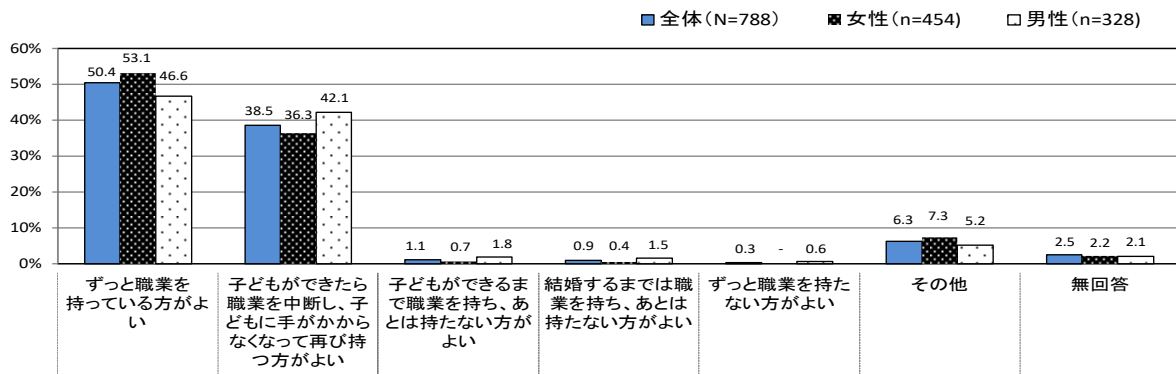 全体(N=788) 女性(n=454) 男性(n=328)
60%
50%
40%
30%
20%
10%
0%
50.4 53.1 46.6
38.5 36.3 42.1
1.1 0.7 1.8
0.9 0.4 1.5
0.3 - 0.6
6.3 7.3 5.2
2.5 2.2 2.1
ずっと職業を
持っている方がよ
い
子どもができたら
職業を中断し、子
どもに手がかから
なくなって再び持
つ方がよい
子どもができるま
で職業を持ち、あ
とは持たない方が
よい
結婚するまでは職
業を持ち、あとは
持たない方がよい
ずっと職業を持た
ない方がよい
その他
無回答